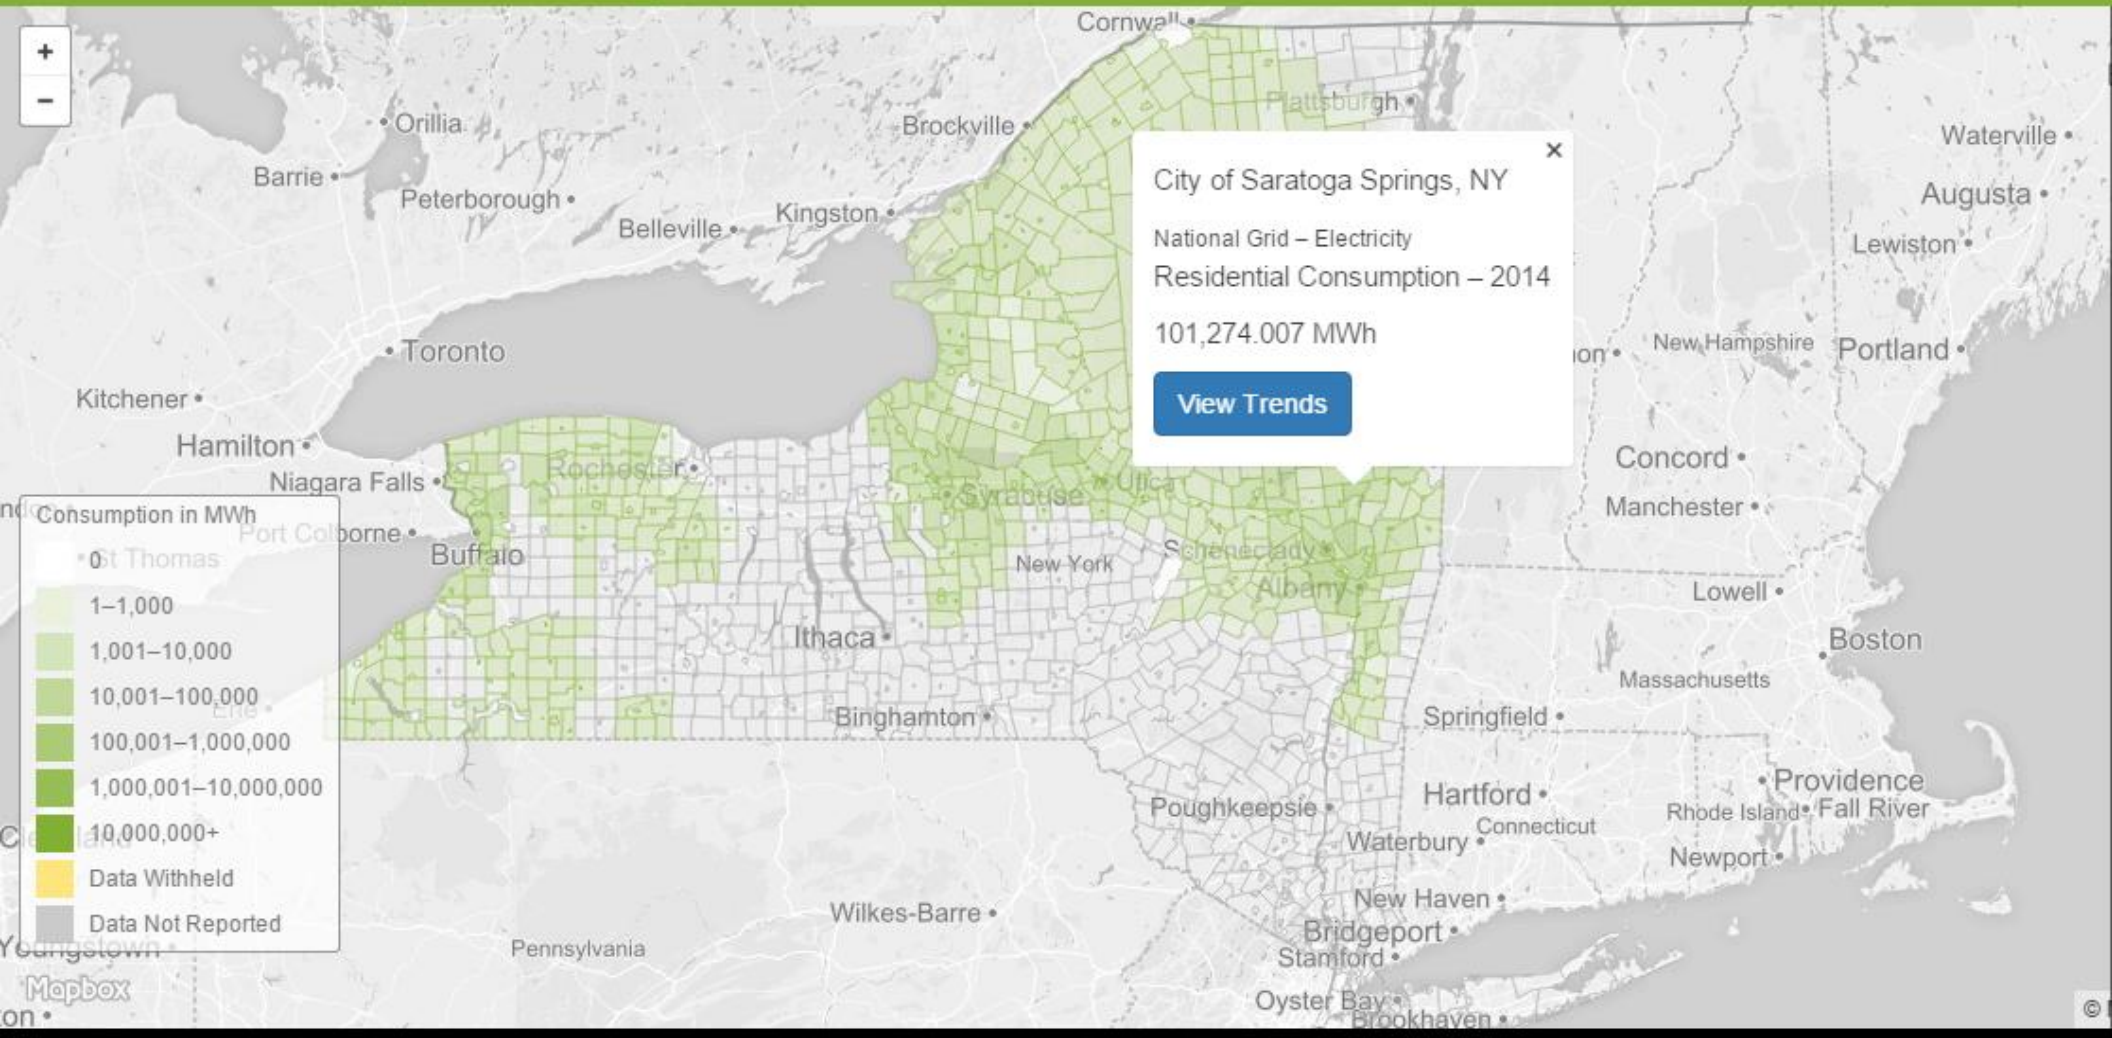 +
−
Cornwall
Orillia
Brockville
Plattsburgh
Barrie
Peterborough
Belleville
Kingston
Waterville
Augusta
Lewiston
×
City of Saratoga Springs, NY
National Grid – Electricity
Residential Consumption – 2014
101,274.007 MWh
View Trends
Toronto
New Hampshire
Portland
Kitchener
Hamilton
Niagara Falls
Rochester
Syracuse
Utica
Concord
Manchester
Port Colborne
Buffalo
New York
Schenectady
Albany
Lowell
Boston
Ithaca
Massachusetts
Binghamton
Springfield
Consumption in MWh
0
St Thomas
1–1,000
1,001–10,000
10,001–100,000
Erie
100,001–1,000,000
1,000,001–10,000,000
10,000,000+
Data Withheld
Data Not Reported
Poughkeepsie
Hartford
Providence
Rhode Island
Fall River
Connecticut
Waterbury
Newport
Wilkes-Barre
New Haven
Pennsylvania
Bridgeport
Stamford
Youngstown
Mapbox
Oyster Bay
Brookhaven
©